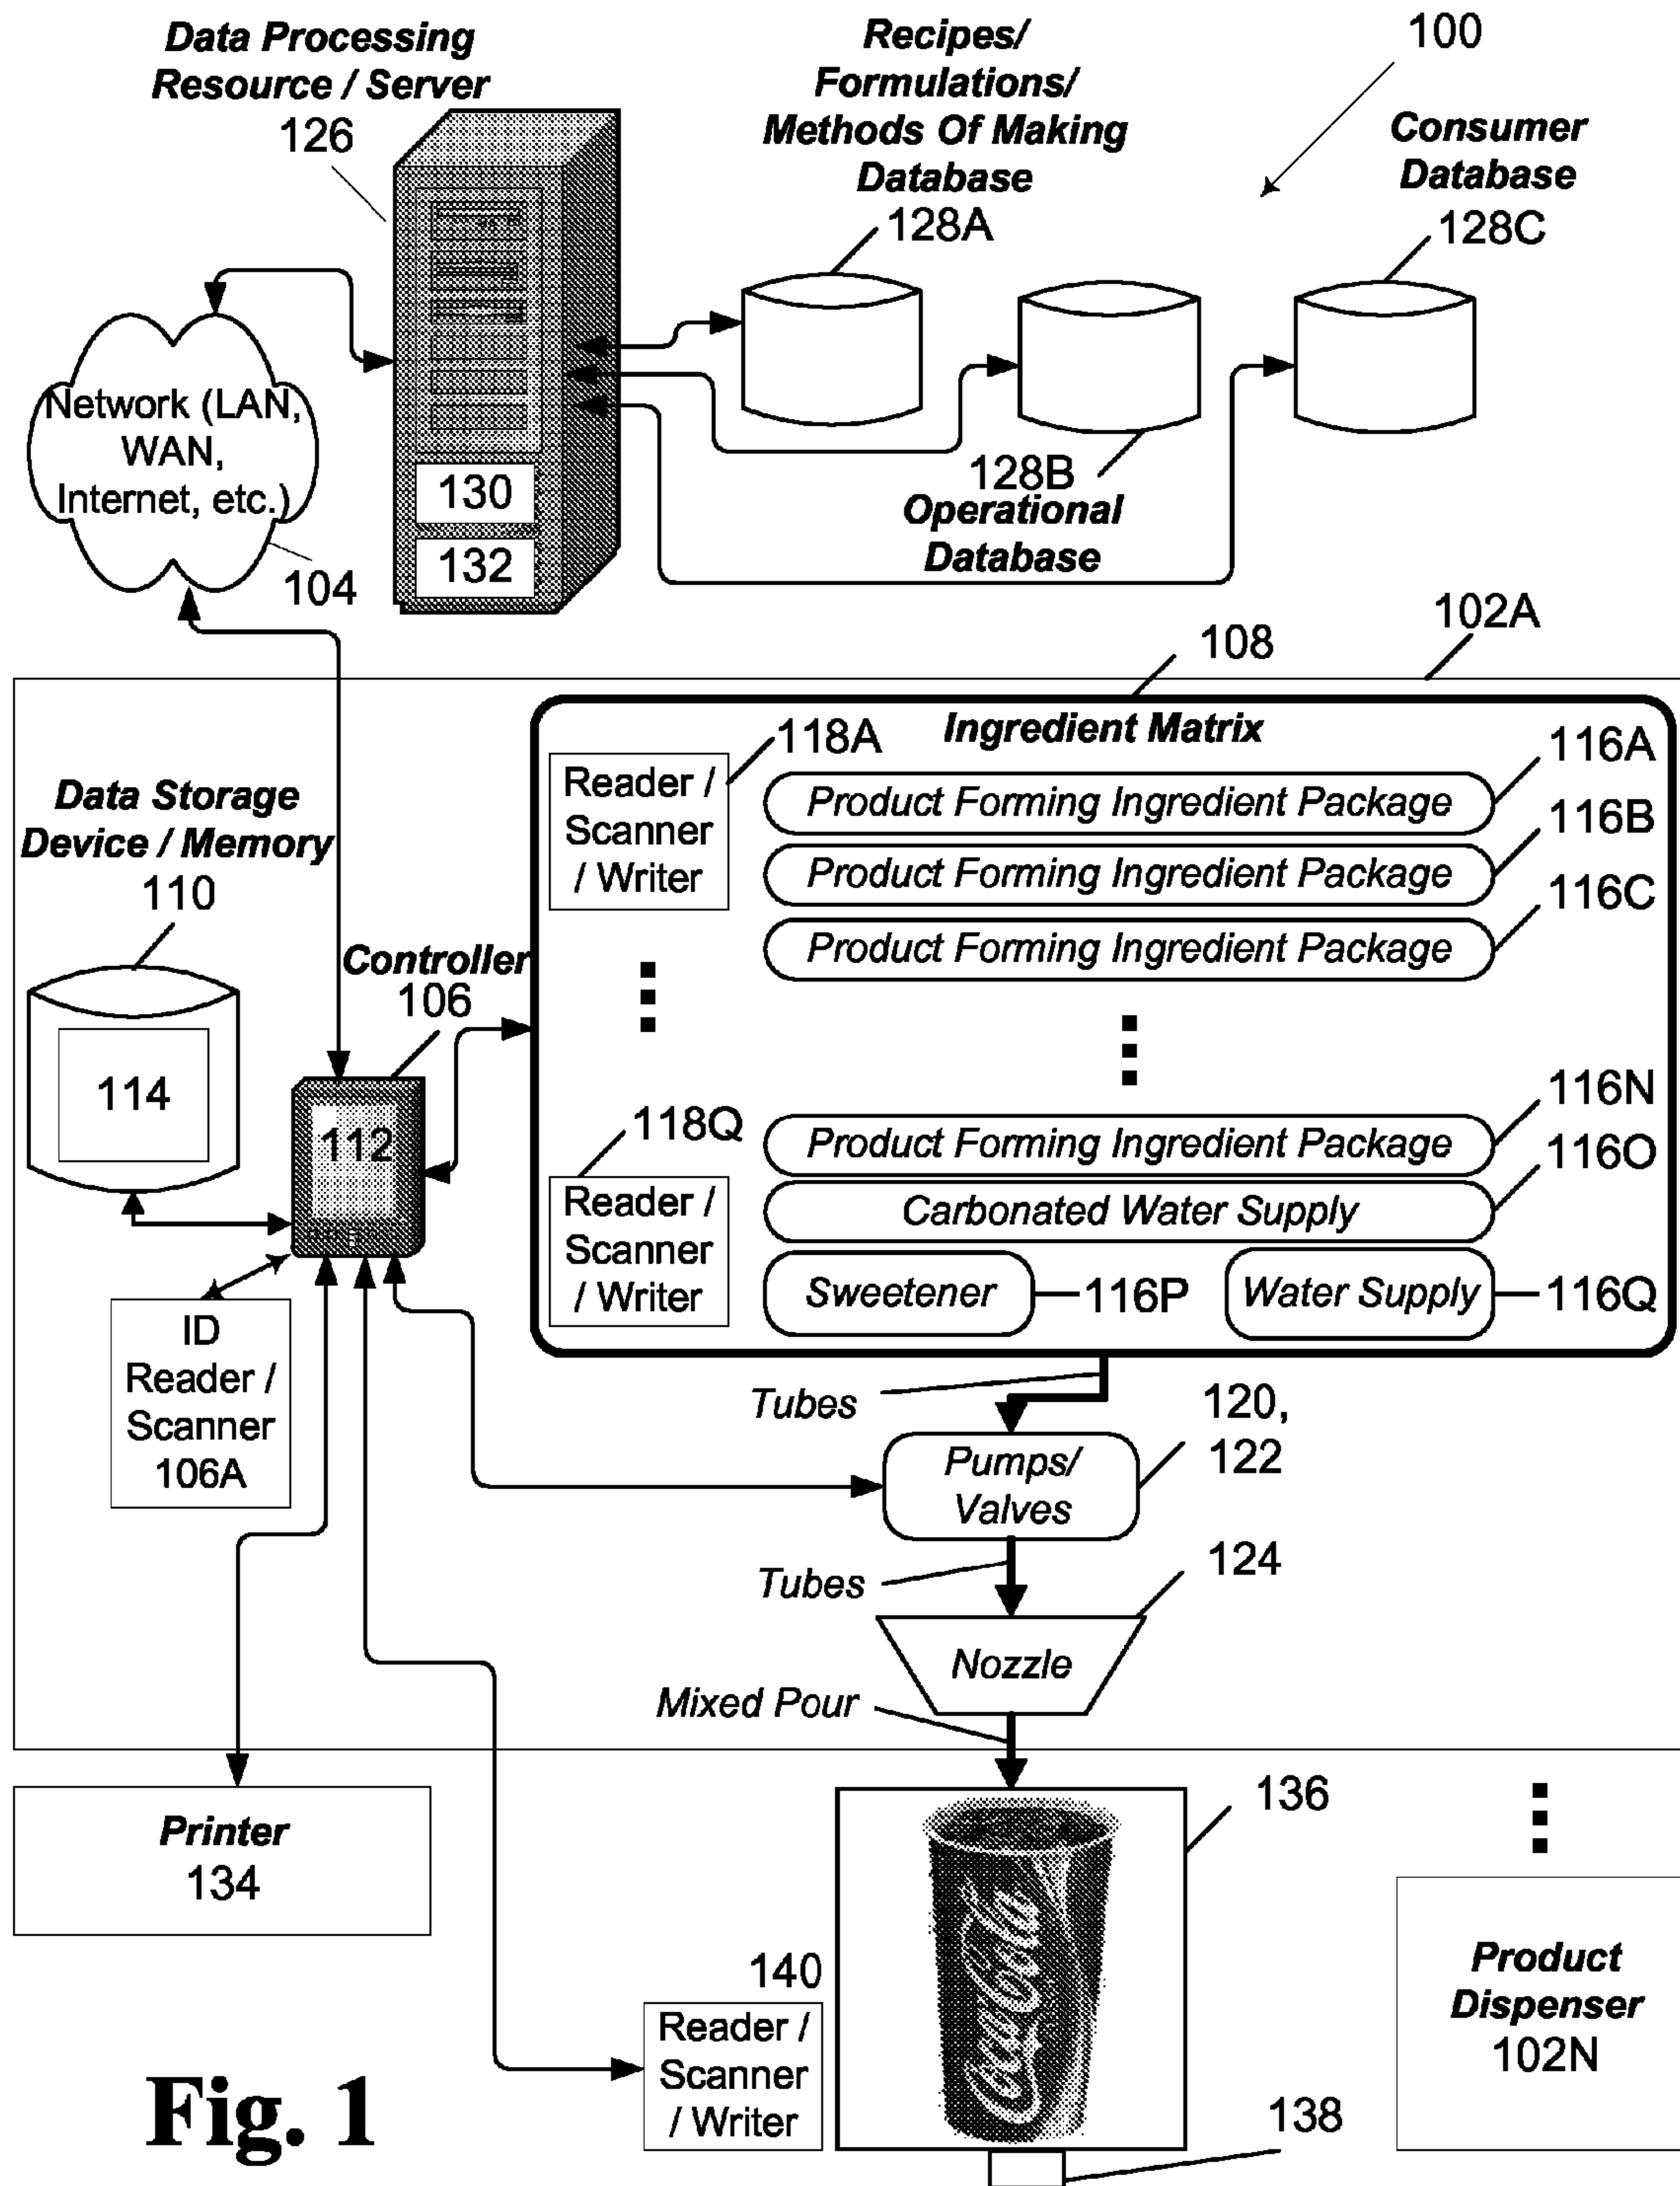 Data Processing
Resource / Server
126
Recipes/
Formulations/
Methods Of Making
Database
128A
100
Consumer
Database
128C
Network (LAN,
WAN,
Internet, etc.)
104
130
132
128B
Operational
Database
102A
108
Ingredient Matrix
118A
Reader /
Scanner
/ Writer
Product Forming Ingredient Package
116A
Product Forming Ingredient Package
116B
Product Forming Ingredient Package
116C
Data Storage
Device / Memory
110
114
Controller
106
112
118Q
Reader /
Scanner
/ Writer
Product Forming Ingredient Package
116N
Carbonated Water Supply
116O
Sweetener
116P
Water Supply
116Q
ID
Reader /
Scanner
106A
Tubes
Pumps/
Valves
120,
122
Tubes
124
Nozzle
Mixed Pour
Printer
134
136
Coca-Cola
140
Reader /
Scanner
/ Writer
138
Product
Dispenser
102N
Fig. 1